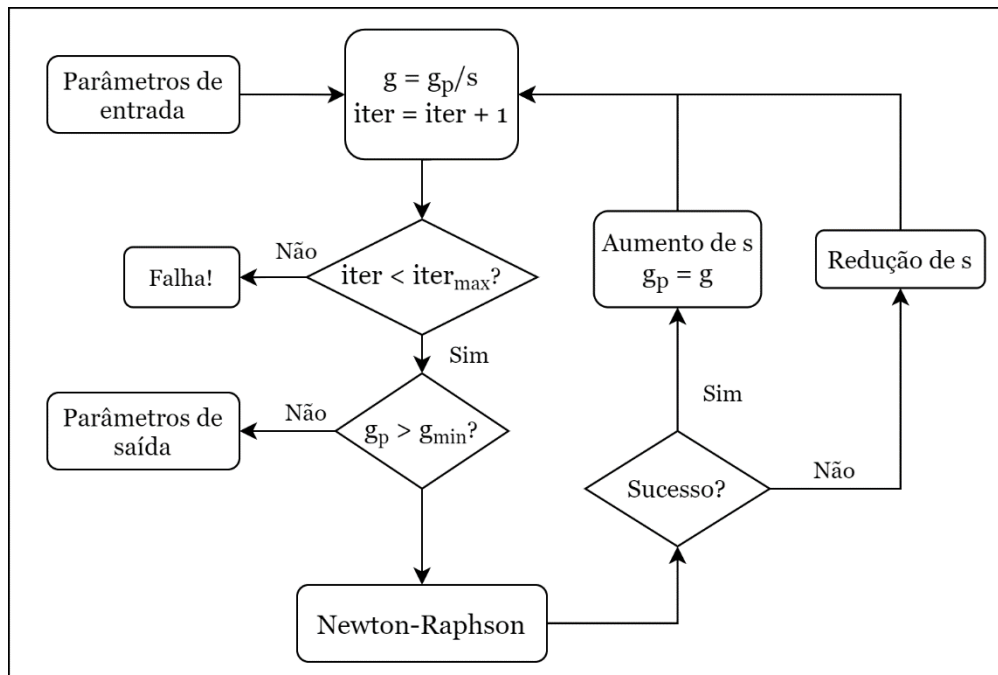 Parâmetros de
entrada
g = gₚ/s
iter = iter + 1
Não
iter < iterₘₐₓ?
Falha!
Sim
Parâmetros de
saída
Não
gₚ > gₘᵢₙ?
Newton-Raphson
Aumento de s
gₚ = g
Redução de s
Sim
Sucesso?
Não